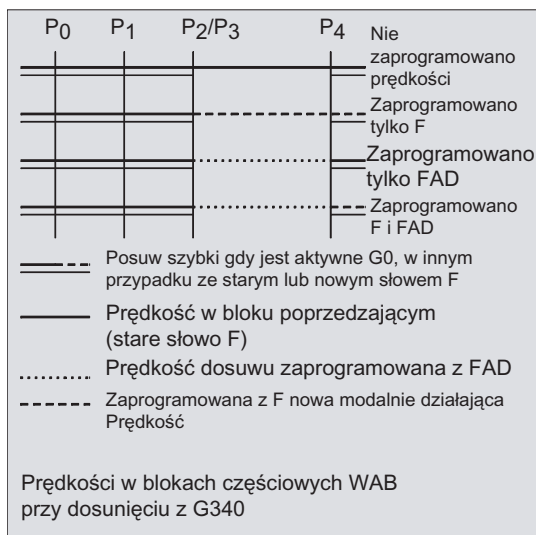 P0 P1 P2/P3 P4
Nie
zaprogramowano
prędkości
Zaprogramowano
tylko F
Zaprogramowano
tylko FAD
Zaprogramowano
F i FAD
Posuw szybki gdy jest aktywne G0, w innym
przypadku ze starym lub nowym słowem F
Prędkość w bloku poprzedzającym
(stare słowo F)
Prędkość dosuwu zaprogramowana z FAD
Zaprogramowana z F nowa modalnie działająca
Prędkość
Prędkości w blokach częściowych WAB
przy dosunięciu z G340